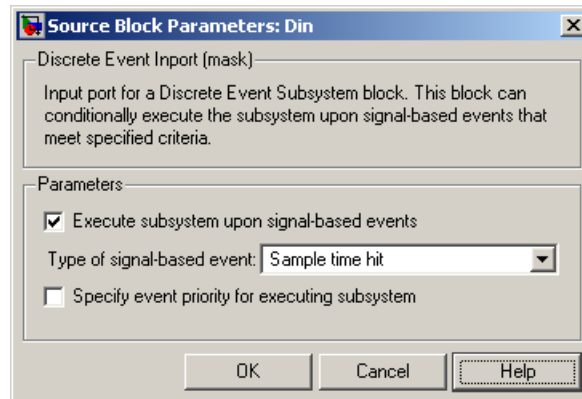 Source Block Parameters: Din
Discrete Event Inport (mask)
Input port for a Discrete Event Subsystem block. This block can
conditionally execute the subsystem upon signal-based events that
meet specified criteria.
Parameters
Execute subsystem upon signal-based events
Type of signal-based event: Sample time hit
Specify event priority for executing subsystem
OK Cancel Help